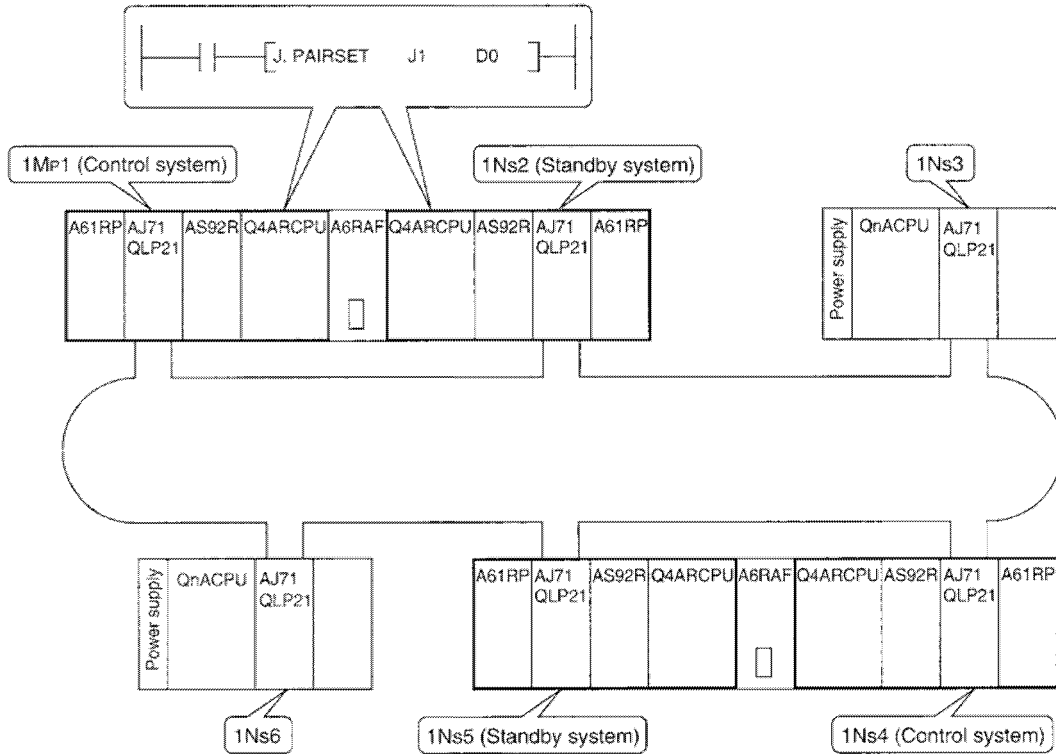 J. PAIRSET J1 D0
1MP1 (Control system)
1Ns2 (Standby system)
1Ns3
A61RP
AJ71
QLP21
AS92R
Q4ARCPU
A6RAF
Q4ARCPU
AS92R
AJ71
QLP21
A61RP
Power supply
QnACPU
AJ71
QLP21
Power supply
QnACPU
AJ71
QLP21
A61RP
AJ71
QLP21
AS92R
Q4ARCPU
A6RAF
Q4ARCPU
AS92R
AJ71
QLP21
A61RP
1Ns6
1Ns5 (Standby system)
1Ns4 (Control system)